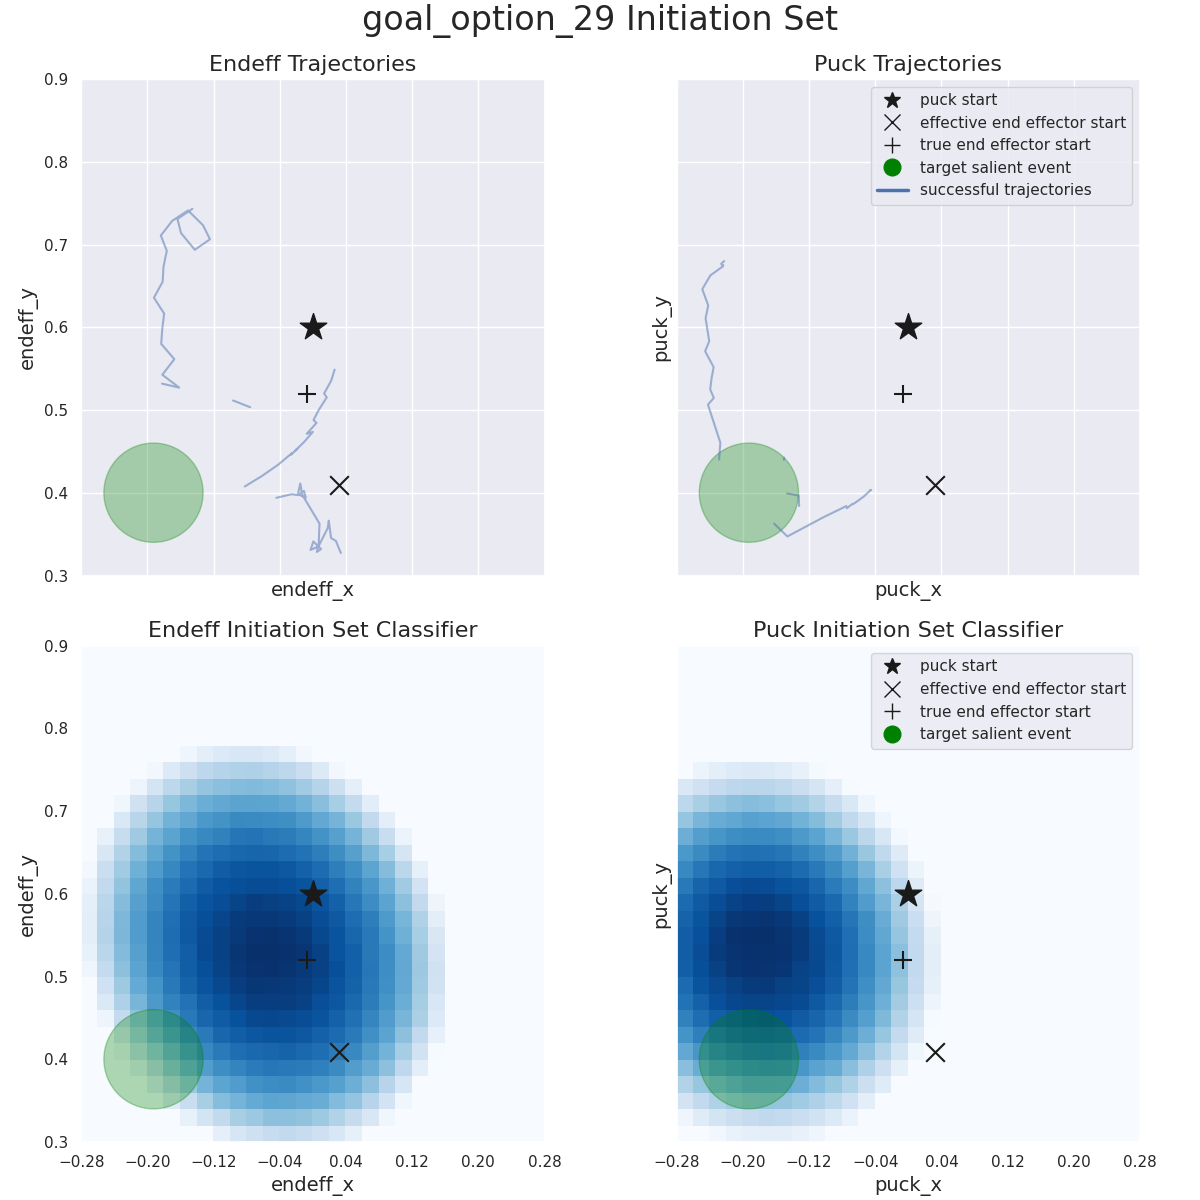 goal_option_29 Initiation Set
Endeff Trajectories
0.9
0.8
0.7
0.6
0.5
0.4
0.3
endeff_y
endeff_x
Puck Trajectories
puck start
effective end effector start
true end effector start
target salient event
successful trajectories
puck_y
puck_x
Endeff Initiation Set Classifier
0.9
0.8
0.7
0.6
0.5
0.4
0.3
endeff_y
−0.28 −0.20 −0.12 −0.04 0.04 0.12 0.20 0.28
endeff_x
Puck Initiation Set Classifier
puck start
effective end effector start
true end effector start
target salient event
puck_y
−0.28 −0.20 −0.12 −0.04 0.04 0.12 0.20 0.28
puck_x